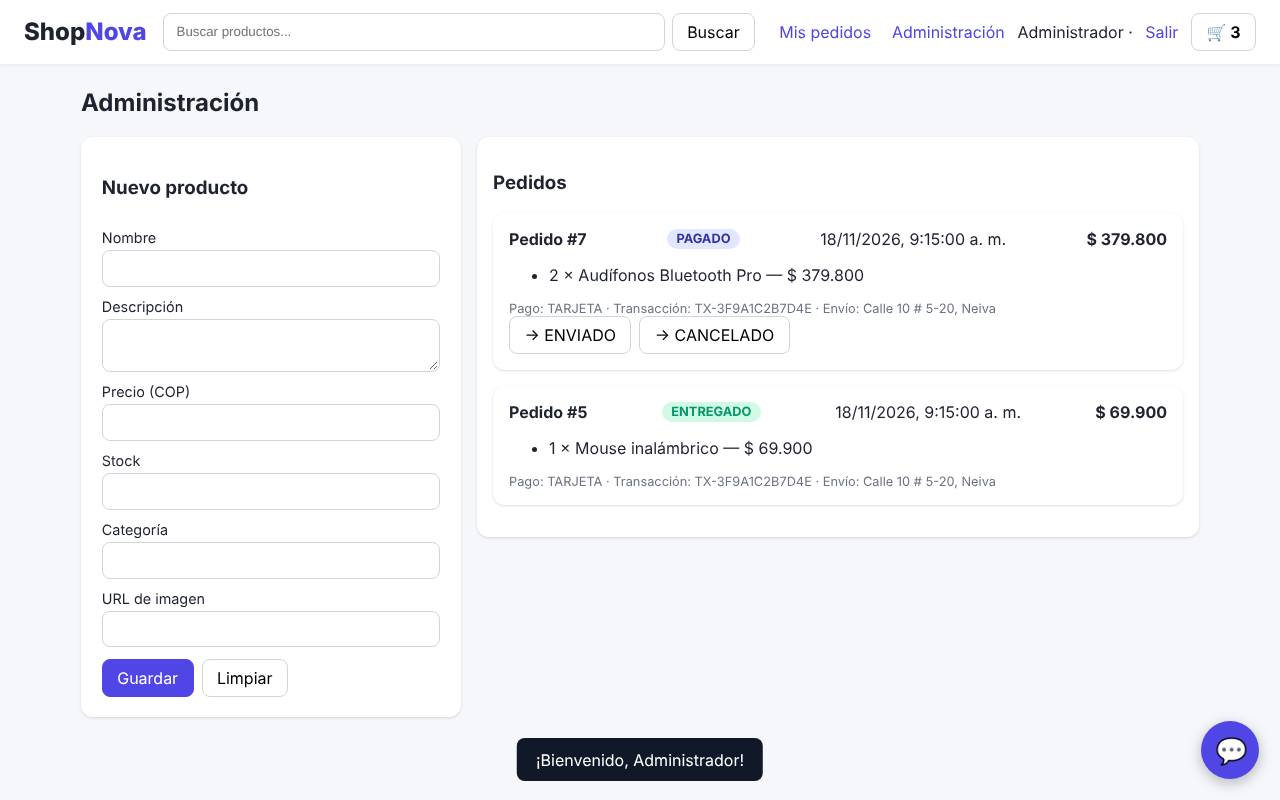 ShopNova
Buscar productos...
Buscar
Mis pedidos
Administración
Administrador ·
Salir
🛒 3
Administración
Nuevo producto
Nombre
Descripción
Precio (COP)
Stock
Categoría
URL de imagen
Guardar
Limpiar
Pedidos
Pedido #7 PAGADO 18/11/2026, 9:15:00 a. m. $ 379.800
• 2 × Audífonos Bluetooth Pro — $ 379.800
Pago: TARJETA · Transacción: TX-3F9A1C2B7D4E · Envío: Calle 10 # 5-20, Neiva
→ ENVIADO
→ CANCELADO
Pedido #5 ENTREGADO 18/11/2026, 9:15:00 a. m. $ 69.900
• 1 × Mouse inalámbrico — $ 69.900
Pago: TARJETA · Transacción: TX-3F9A1C2B7D4E · Envío: Calle 10 # 5-20, Neiva
¡Bienvenido, Administrador!